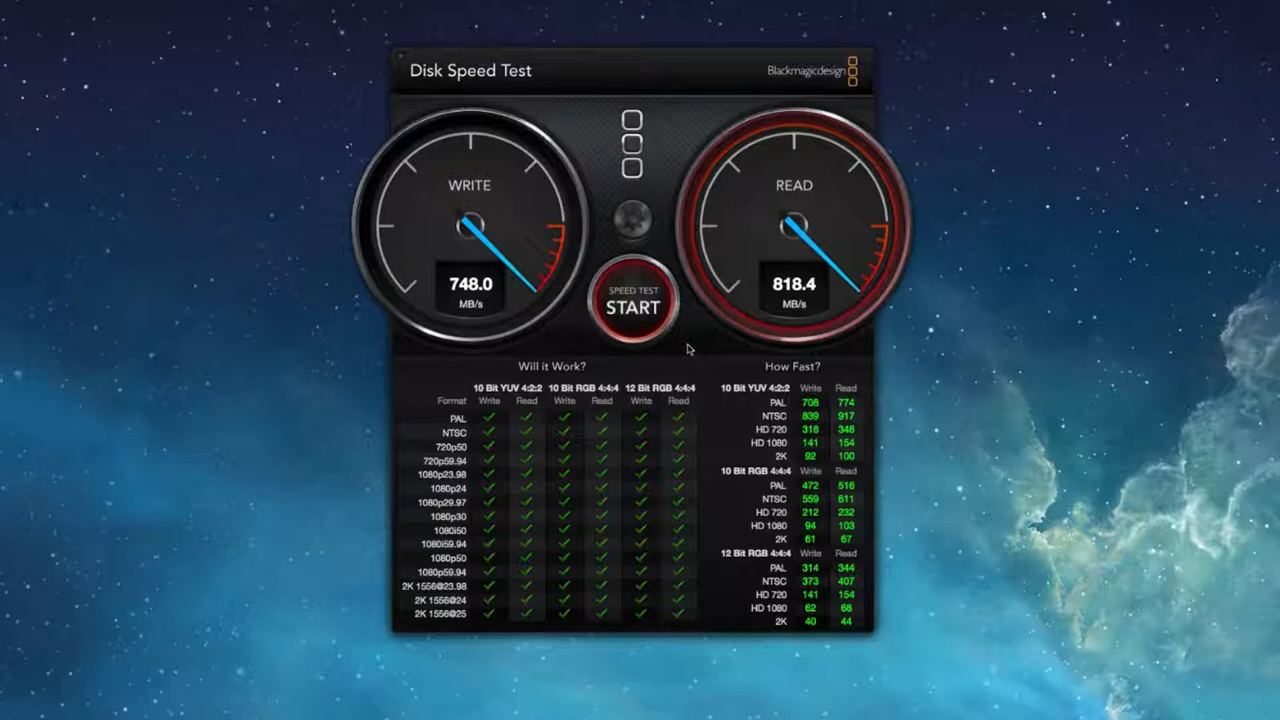 Disk Speed Test
Blackmagicdesign
WRITE
748.0
MB/s
READ
818.4
MB/s
SPEED TEST
START
Will it Work?
10 Bit YUV 4:2:2 10 Bit RGB 4:4:4 12 Bit RGB 4:4:4
Format Write Read Write Read Write Read
PAL
NTSC
720p50
720p59.94
1080p23.98
1080p24
1080p29.97
1080p30
1080i50
1080i59.94
1080p50
1080p59.94
2K 1556@23.98
2K 1556@24
2K 1556@25
How Fast?
10 Bit YUV 4:2:2 Write Read
PAL 708 774
NTSC 839 917
HD 720 318 348
HD 1080 141 154
2K 92 100
10 Bit RGB 4:4:4 Write Read
PAL 472 516
NTSC 559 611
HD 720 212 232
HD 1080 94 103
2K 61 67
12 Bit RGB 4:4:4 Write Read
PAL 314 344
NTSC 373 407
HD 720 141 154
HD 1080 62 68
2K 40 44